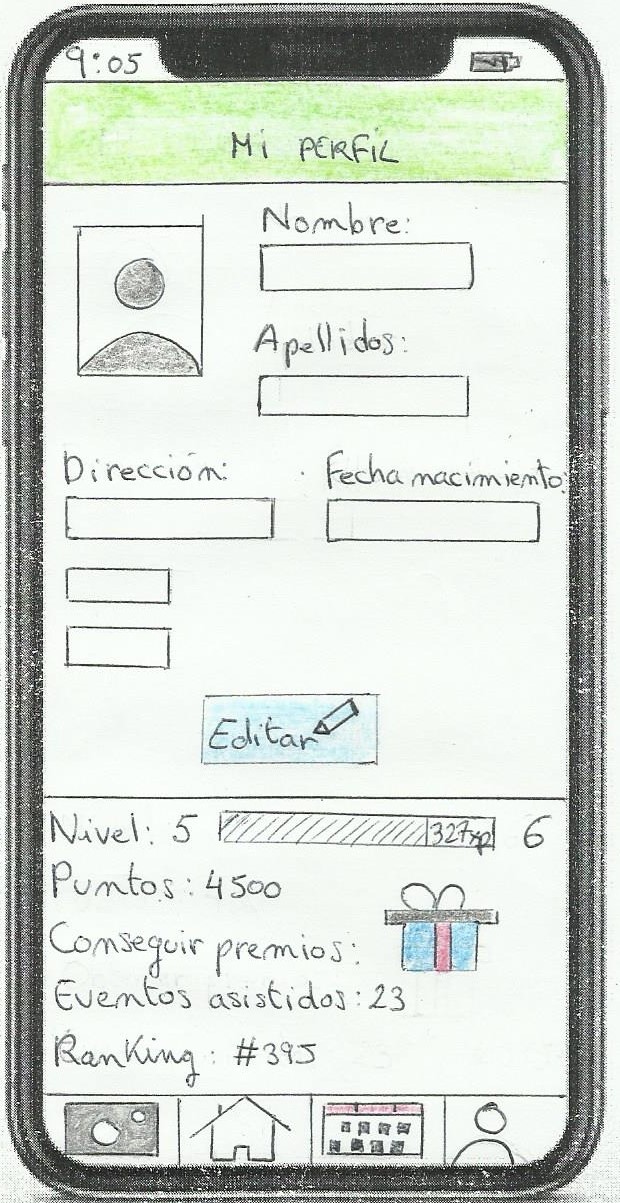 9:05
Mi PERFiL
Nombre:
Apellidos:
Dirección:
Fecha nacimiento:
Editar
Nivel: 5 327xp 6
Puntos: 4500
Conseguir premios:
Eventos asistidos: 23
Ranking: #395